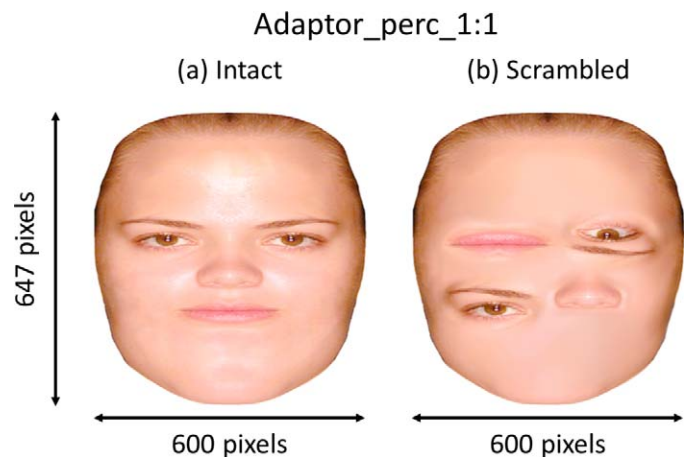 Adaptor_perc_1:1
(a) Intact
(b) Scrambled
647 pixels
600 pixels
600 pixels